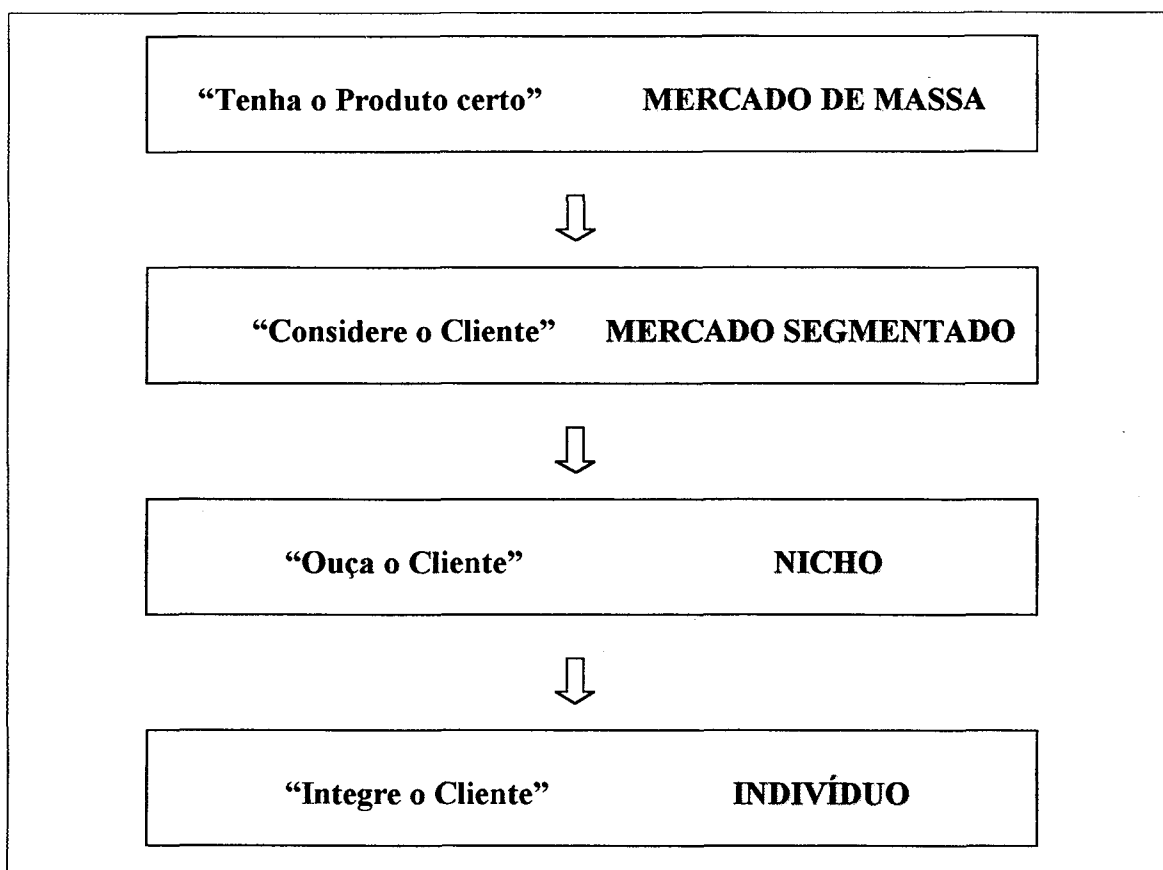 “Tenha o Produto certo” MERCADO DE MASSA
“Considere o Cliente” MERCADO SEGMENTADO
“Ouça o Cliente” NICHO
“Integre o Cliente” INDIVÍDUO